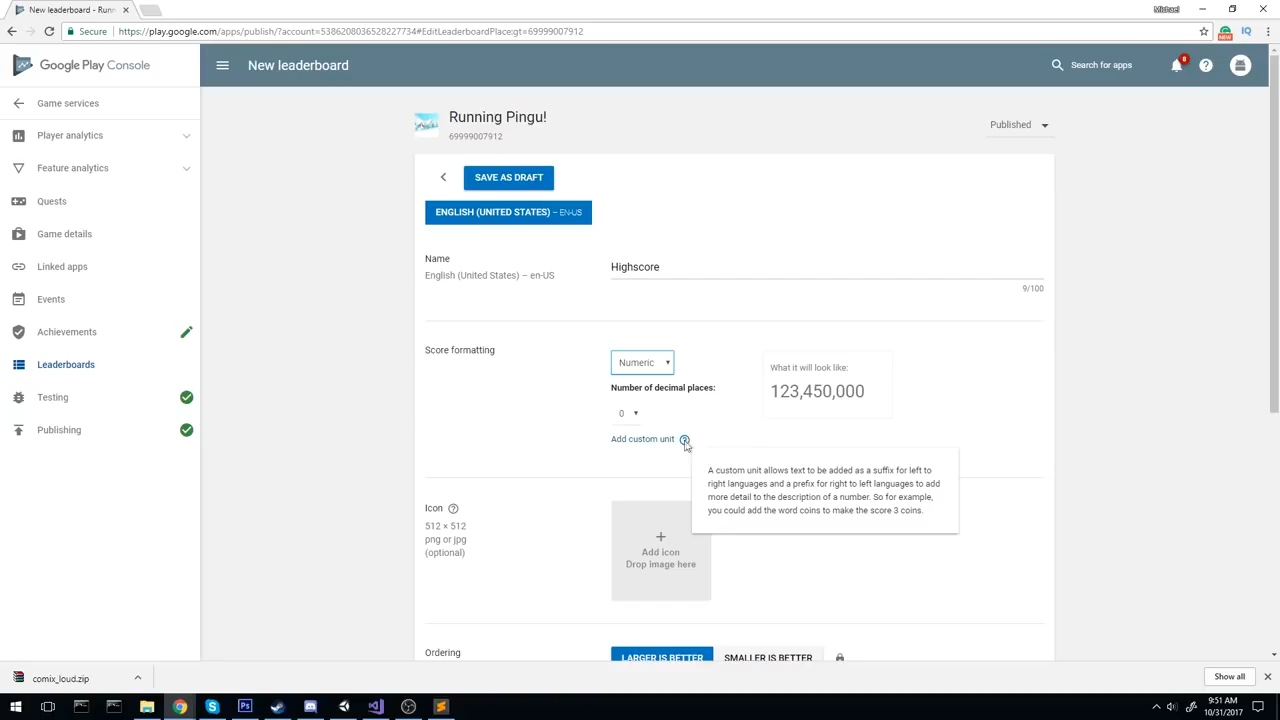 New leaderboard - Runn
Secure
https://play.google.com/apps/publish/?account=5386208036528227734#EditLeaderboardPlace:gt=69999007912
NEW
IQ
Google Play Console
New leaderboard
Search for apps
8
Game services
Player analytics
Feature analytics
Quests
Game details
Linked apps
Events
Achievements
Leaderboards
Testing
Publishing
Running Pingu!
69999007912
Published
SAVE AS DRAFT
ENGLISH (UNITED STATES) – EN-US
Name
English (United States) – en-US
Highscore
9/100
Score formatting
Numeric
Number of decimal places:
0
Add custom unit
What it will look like:
123,450,000
A custom unit allows text to be added as a suffix for left to
right languages and a prefix for right to left languages to add
more detail to the description of a number. So for example,
you could add the word coins to make the score 3 coins.
Icon
512 × 512
png or jpg
(optional)
Add icon
Drop image here
Ordering
LARGER IS BETTER
SMALLER IS BETTER
comix_loud.zip
Show all
9:51 AM
10/31/2017